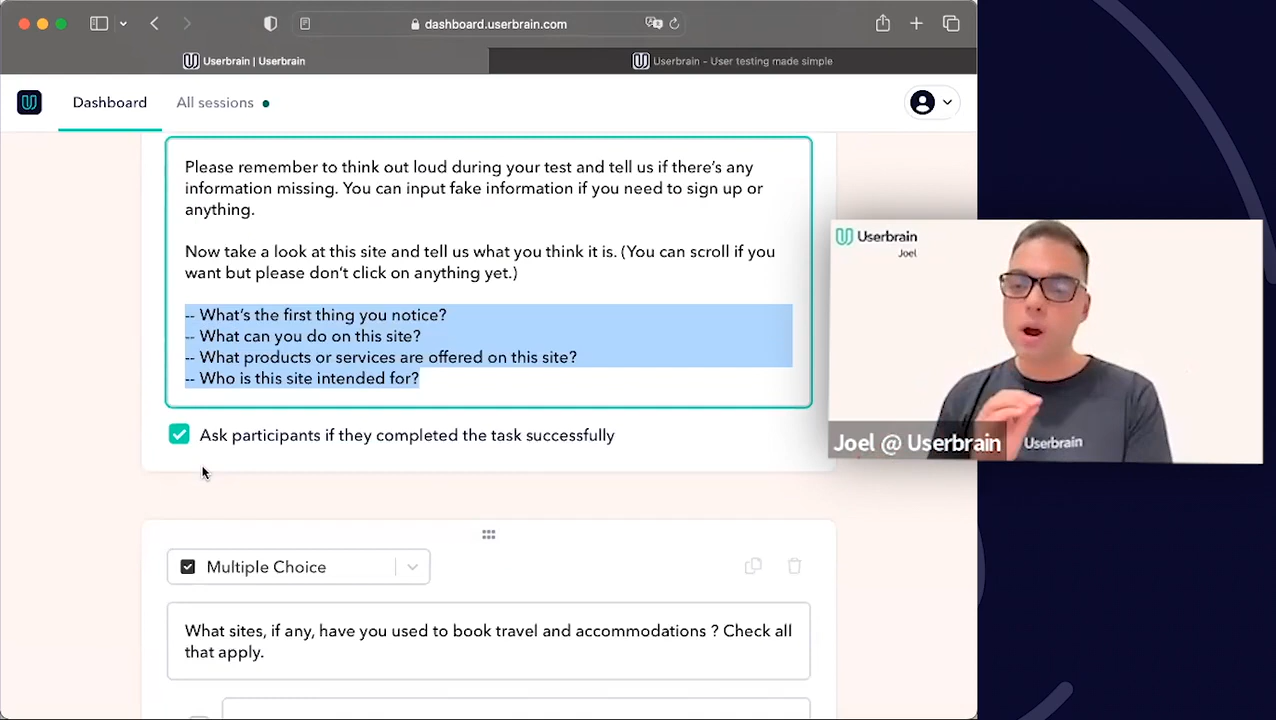 dashboard.userbrain.com
Userbrain | Userbrain
Userbrain – User testing made simple
Dashboard
All sessions
Please remember to think out loud during your test and tell us if there's any
information missing. You can input fake information if you need to sign up or
anything.
Now take a look at this site and tell us what you think it is. (You can scroll if you
want but please don't click on anything yet.)
-- What's the first thing you notice?
-- What can you do on this site?
-- What products or services are offered on this site?
-- Who is this site intended for?
Ask participants if they completed the task successfully
Multiple Choice
What sites, if any, have you used to book travel and accommodations ? Check all
that apply.
Userbrain
Joel
Joel @ Userbrain
Userbrain